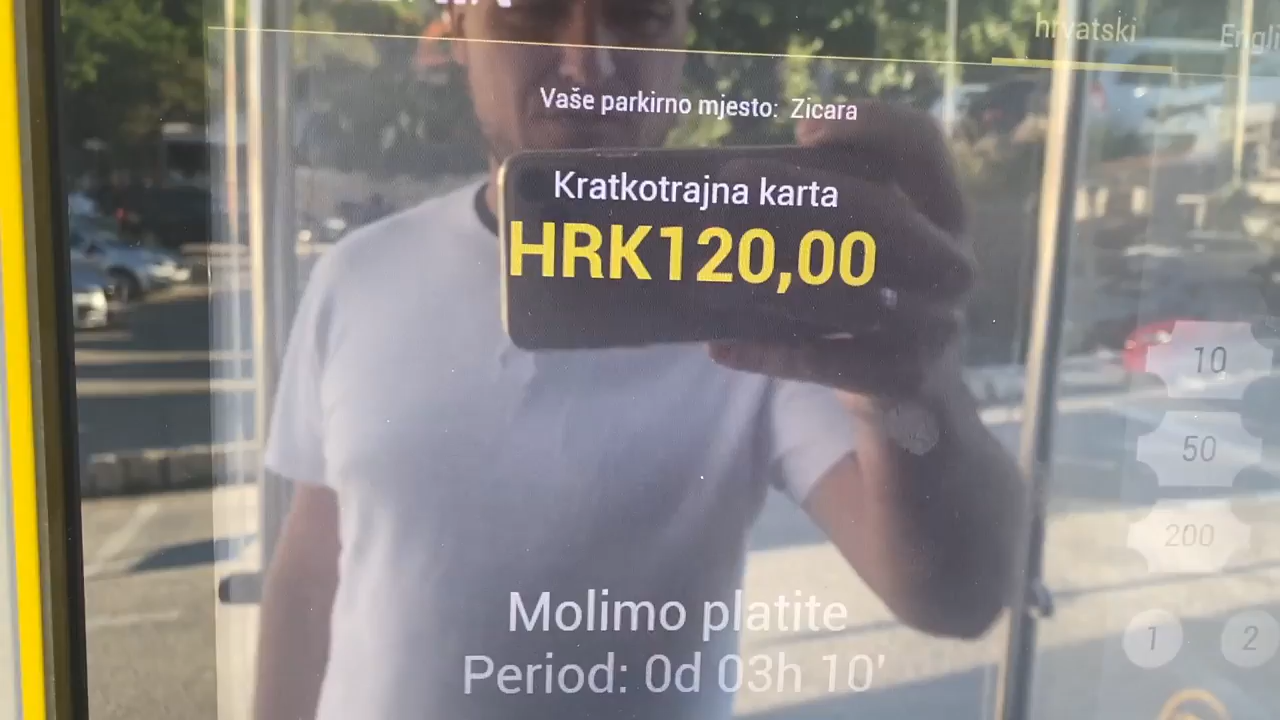 hrvatski
Vaše parkirno mjesto: Zicara
Kratkotrajna karta
HRK120,00
10
50
200
1 2
Molimo platite
Period: 0d 03h 10'